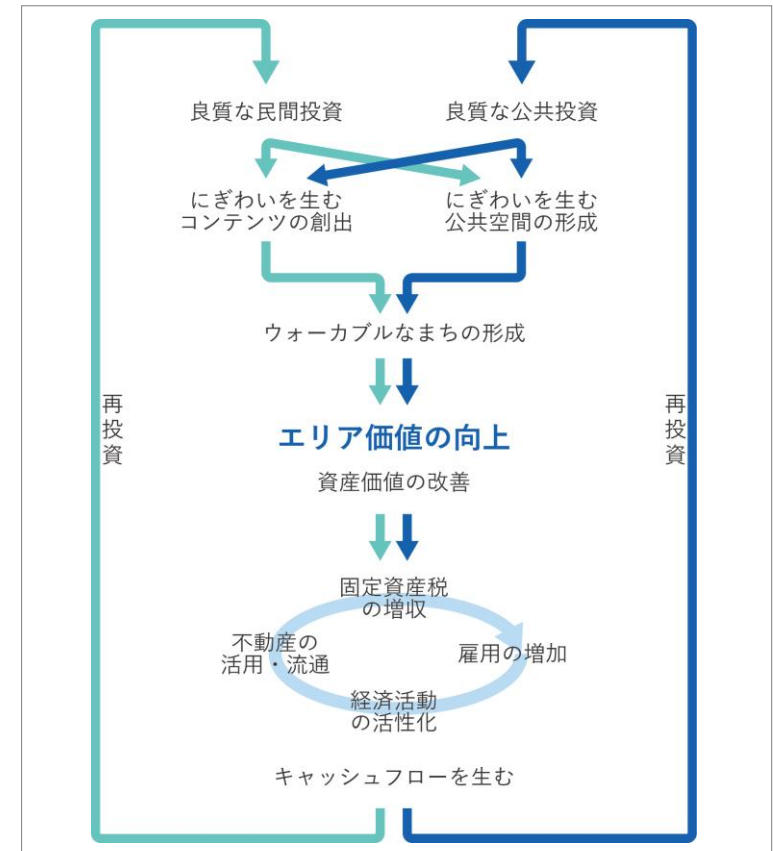 良質な民間投資
良質な公共投資
にぎわいを生む
コンテンツの創出
にぎわいを生む
公共空間の形成
ウォーカブルなまちの形成
再投資
再投資
エリア価値の向上
資産価値の改善
固定資産税
の増収
不動産の
活用・流通
雇用の増加
経済活動
の活性化
キャッシュフローを生む